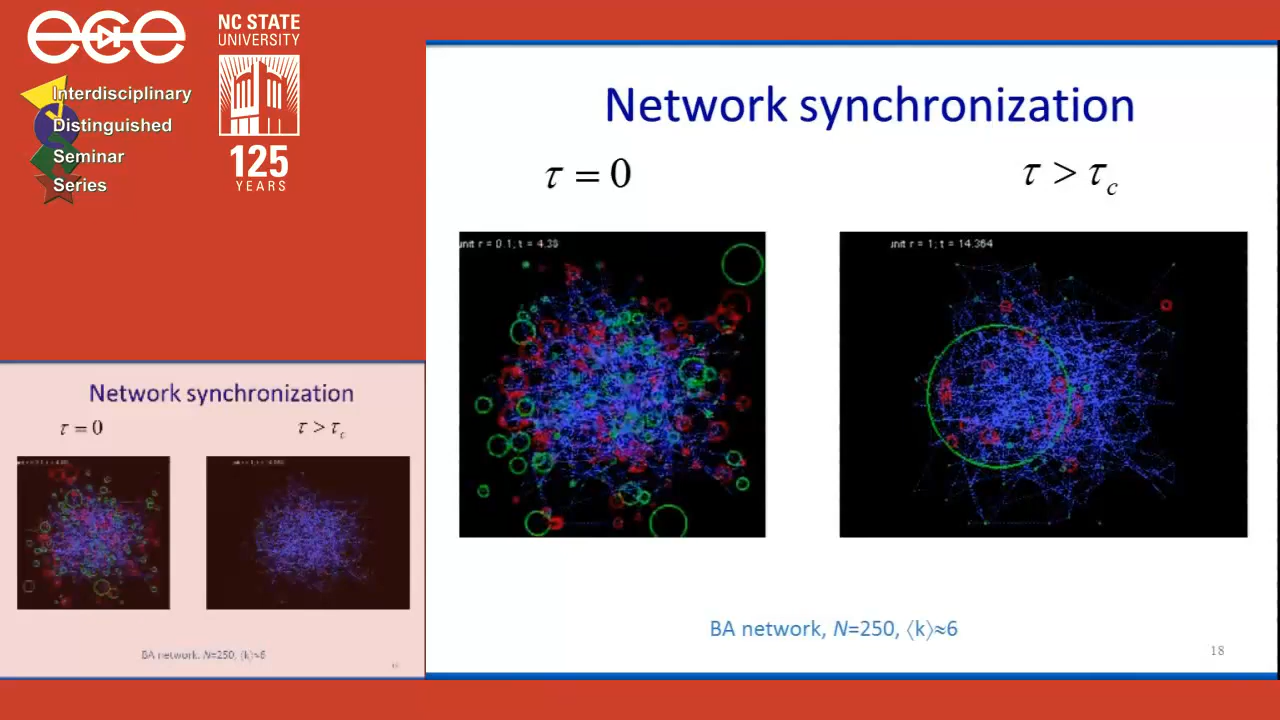 ece
NC STATE
UNIVERSITY
125
YEARS
Interdisciplinary
Distinguished
Seminar
Series
Network synchronization
τ = 0
τ > τc
unit r = 0.1; t = 4.39
unit r = 1; t = 14.364
BA network, N=250, ⟨k⟩≈6
18
Network synchronization
τ = 0
τ > τc
BA network, N=250, ⟨k⟩≈6